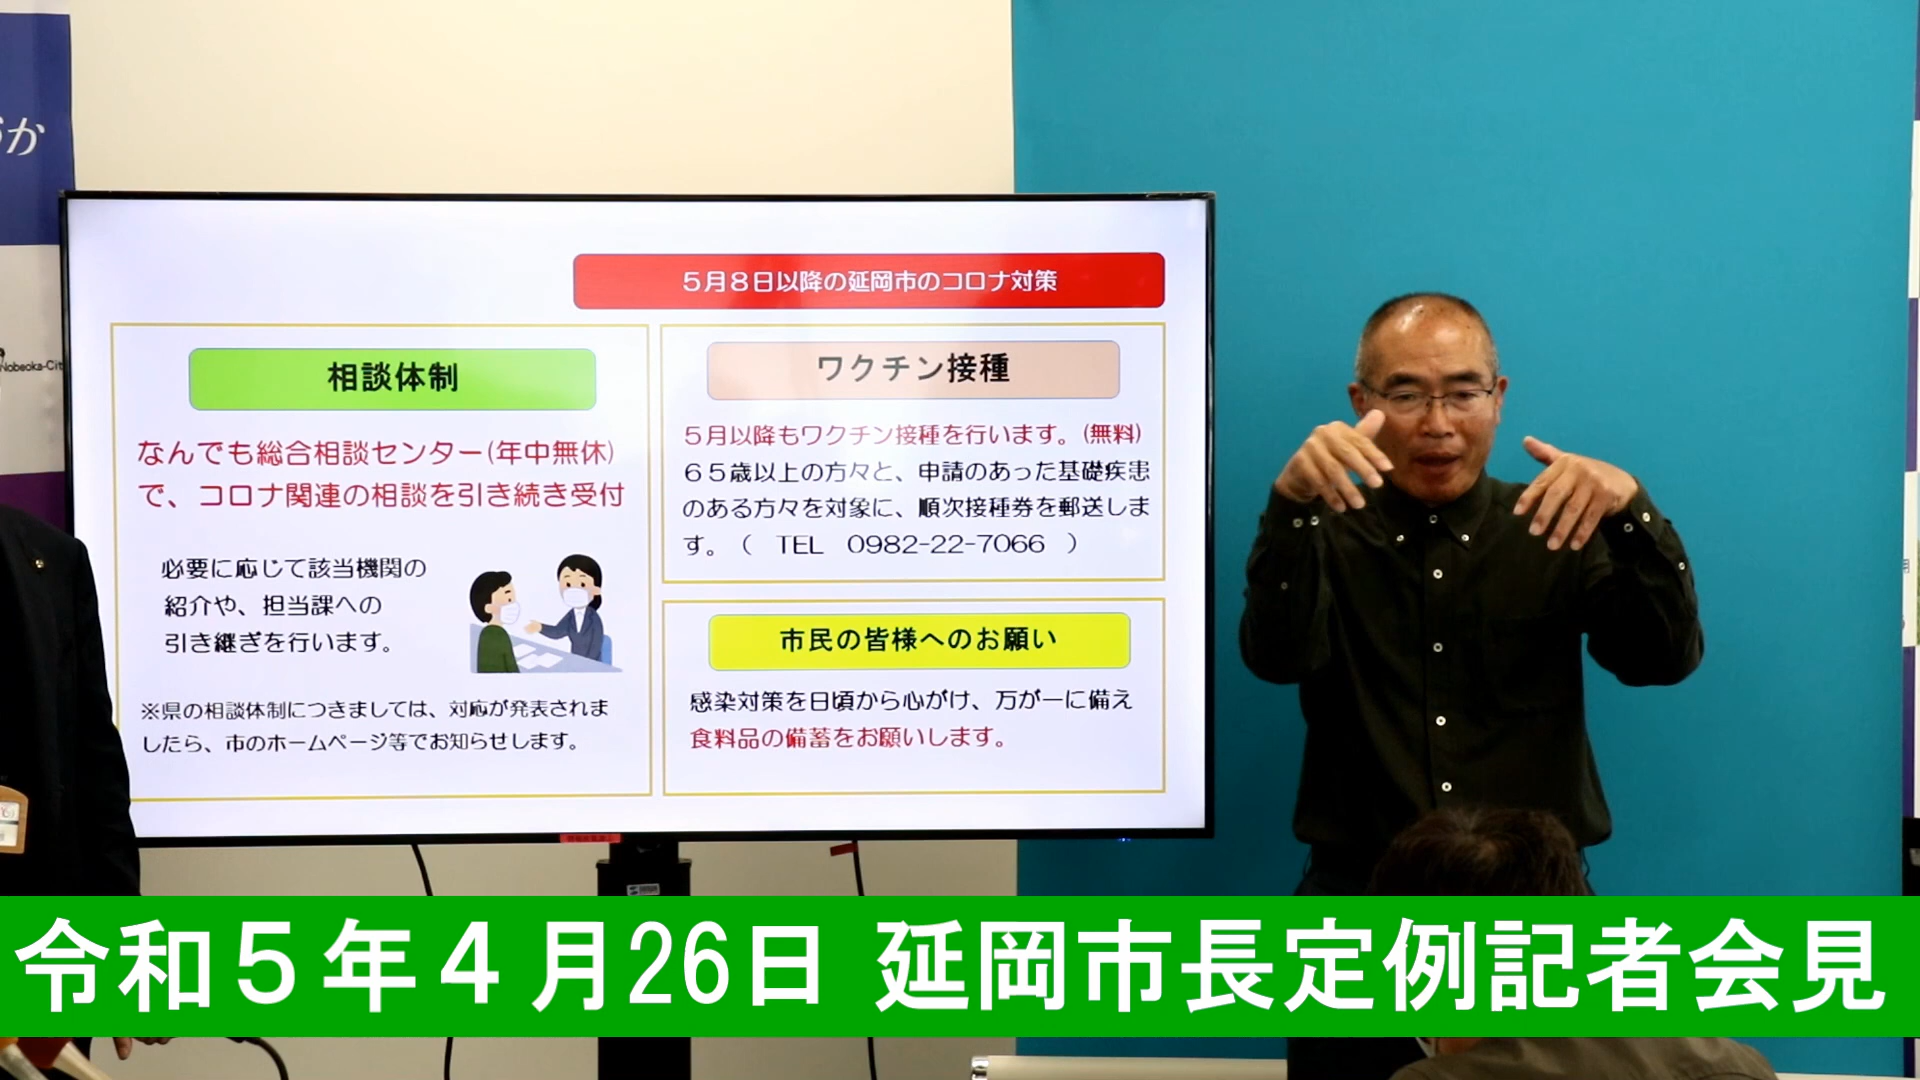 か
Nobeoka-Cit
５月８日以降の延岡市のコロナ対策
相談体制
なんでも総合相談センター(年中無休)
で、コロナ関連の相談を引き続き受付
必要に応じて該当機関の
紹介や、担当課への
引き継ぎを行います。
※県の相談体制につきましては、対応が発表されま
したら、市のホームページ等でお知らせします。
ワクチン接種
５月以降もワクチン接種を行います。(無料)
６５歳以上の方々と、申請のあった基礎疾患
のある方々を対象に、順次接種券を郵送しま
す。（　TEL　0982-22-7066　）
市民の皆様へのお願い
感染対策を日頃から心がけ、万が一に備え
食料品の備蓄をお願いします。
令和５年４月26日 延岡市長定例記者会見